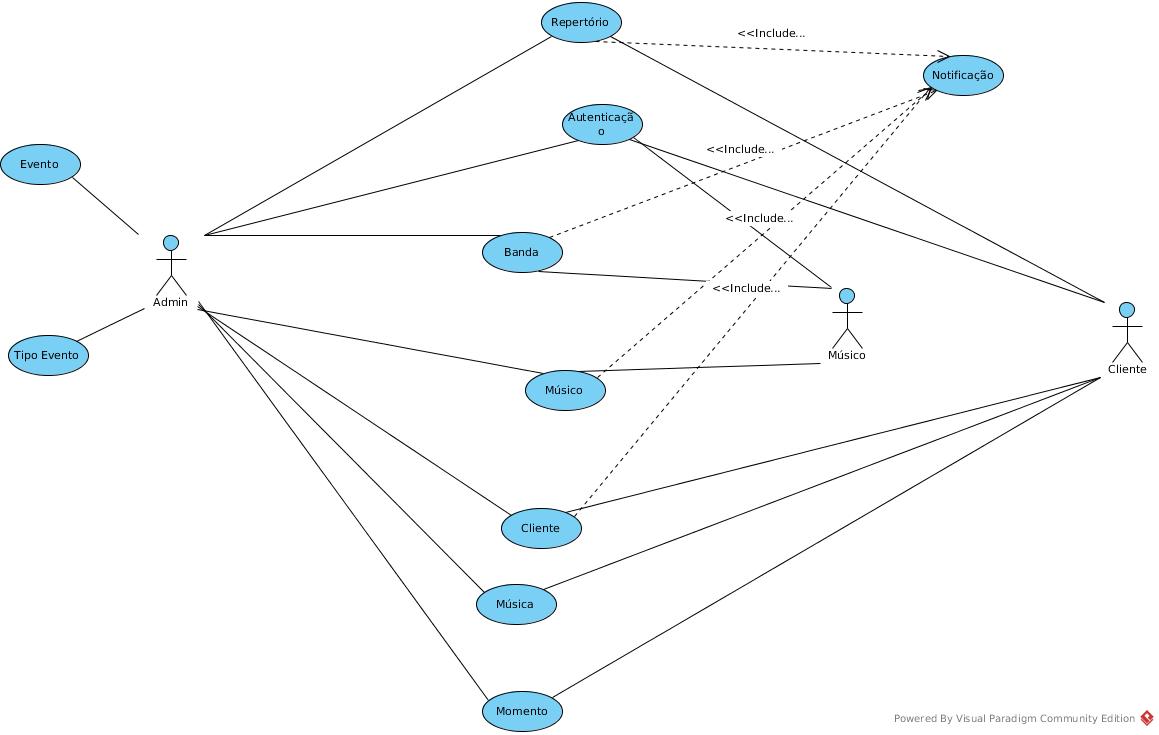 Repertório
<<Include...
Notificação
Autenticaçã
o
<<Include...
Evento
<<Include...
Banda
<<Include...
Admin
Músico
Tipo Evento
Cliente
Músico
Cliente
Música
Momento
Powered By Visual Paradigm Community Edition